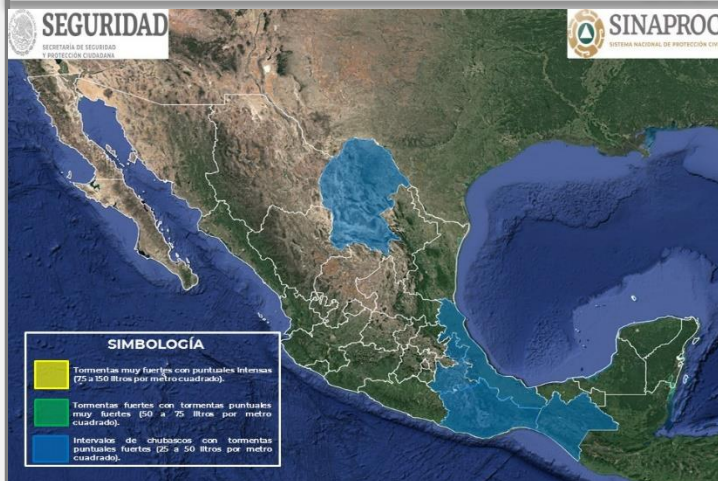 SEGURIDAD
SECRETARÍA DE SEGURIDAD
Y PROTECCIÓN CIUDADANA
SINAPROC
SISTEMA NACIONAL DE PROTECCIÓN
SIMBOLOGÍA
Tormentas muy fuertes con puntuales intensas
(75 a 150 litros por metro cuadrado).
Tormentas fuertes con tormentas puntuales
muy fuertes (50 a 75 litros por metro
cuadrado).
Intervalos de chubascos con tormentas
puntuales fuertes (25 a 50 litros por metro
cuadrado).